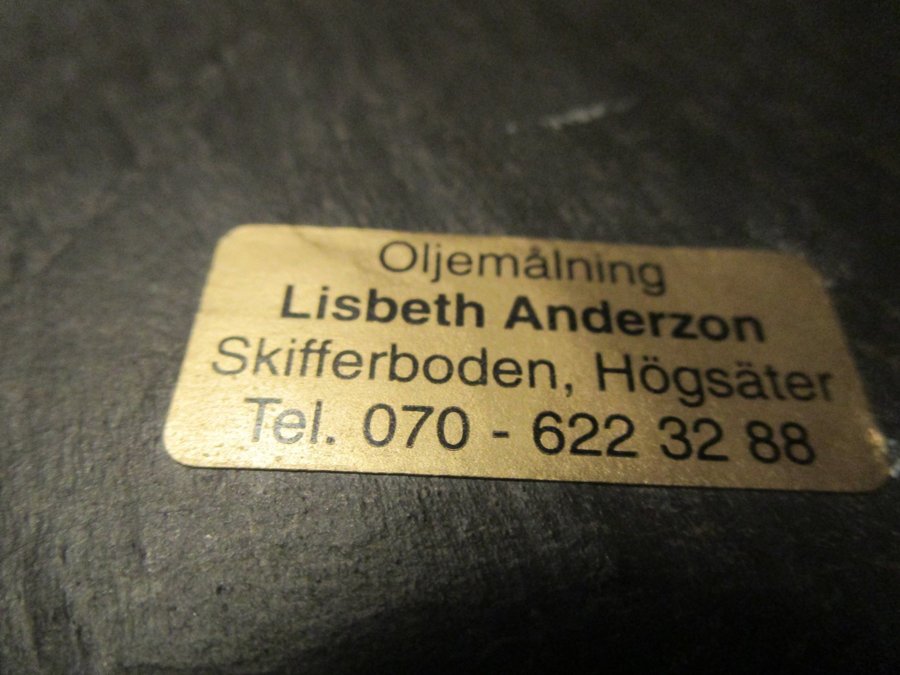 Oljemålning
Lisbeth Anderzon
Skifferboden, Högsäter
Tel. 070 - 622 32 88